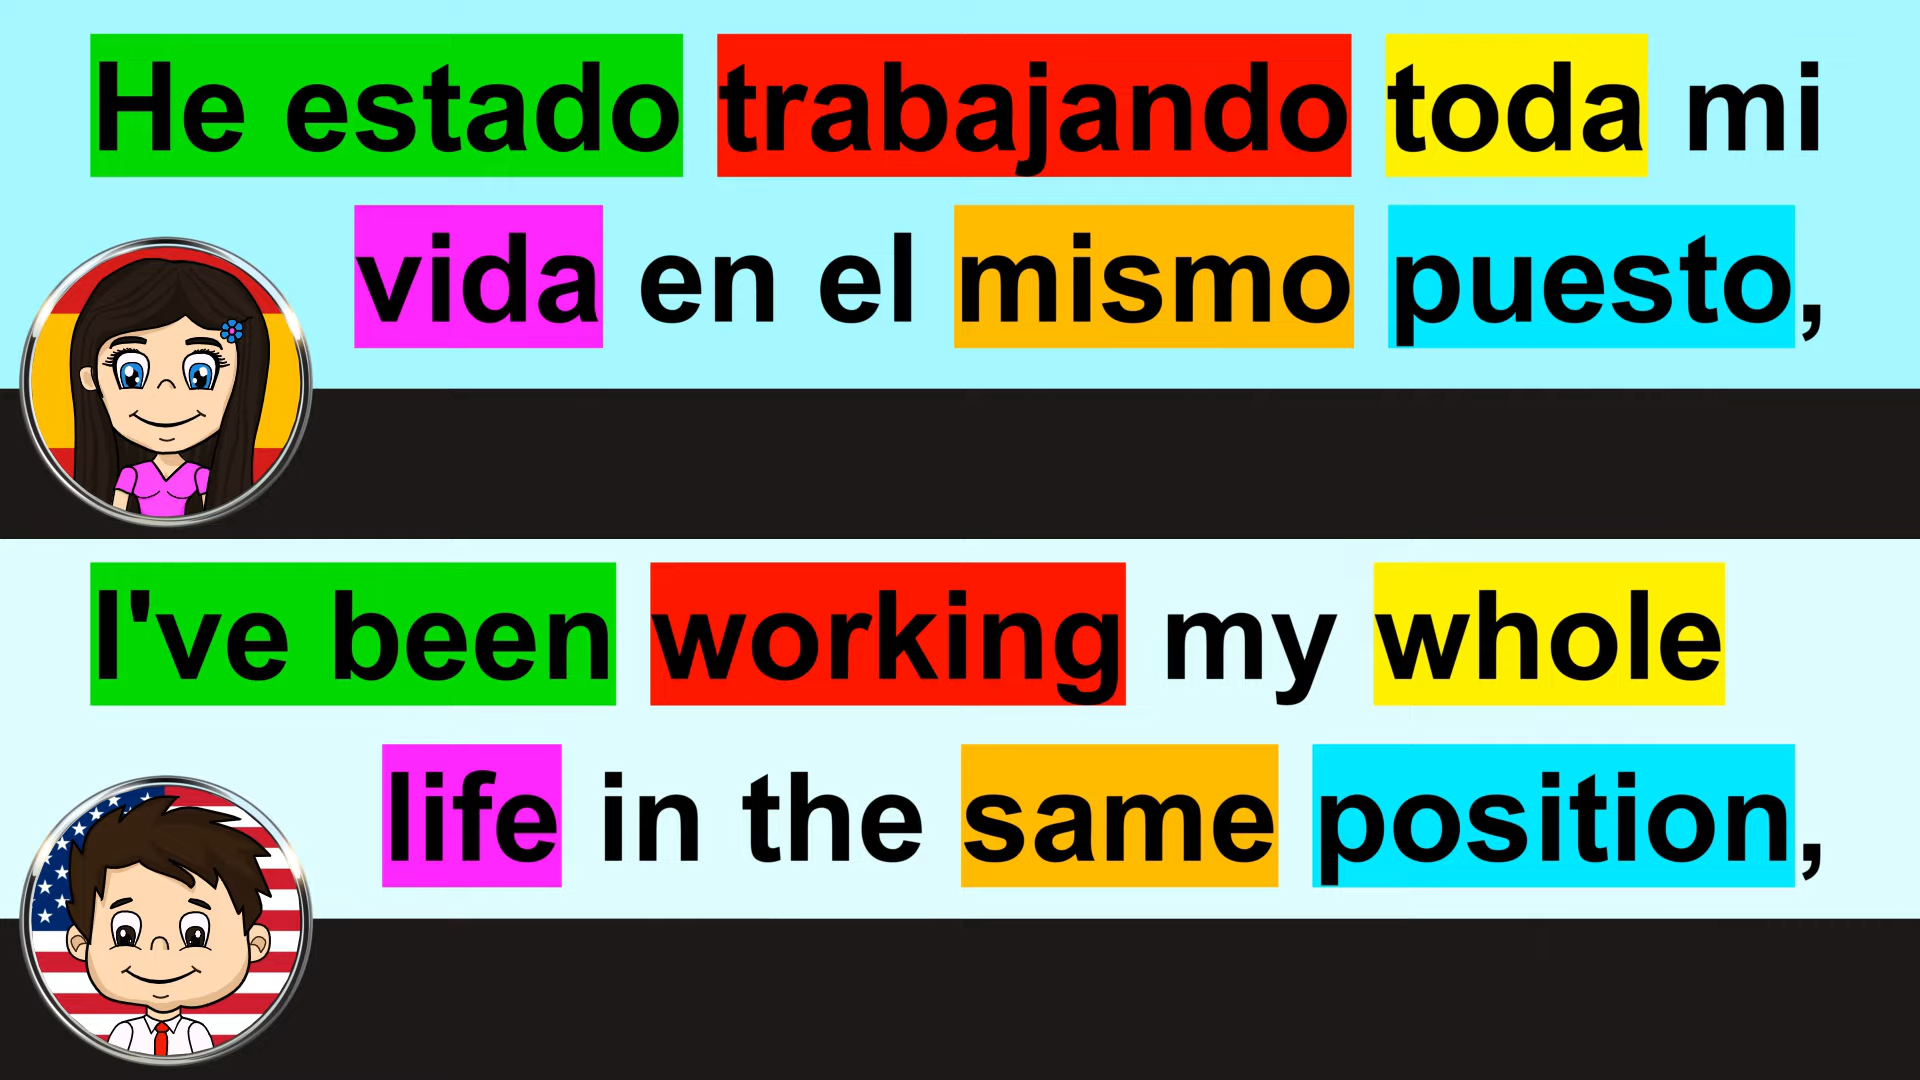 He estado trabajando toda mi
vida en el mismo puesto,
I've been working my whole
life in the same position,